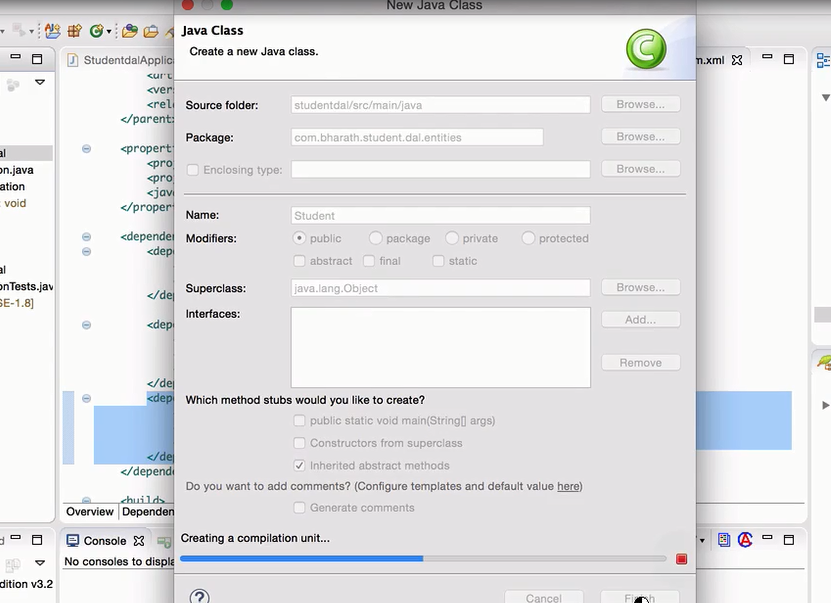 New Java Class
Java Class
Create a new Java class.
StudentdalApplic
m.xml
Source folder: studentdal/src/main/java Browse...
Package: com.bharath.student.dal.entities Browse...
Enclosing type: Browse...
Name: Student
Modifiers: public package private protected
abstract final static
Superclass: java.lang.Object Browse...
Interfaces: Add...
Remove
Which method stubs would you like to create?
public static void main(String[] args)
Constructors from superclass
Inherited abstract methods
Do you want to add comments? (Configure templates and default value here)
Generate comments
Creating a compilation unit...
Cancel Finish
al
on.java
ation
: void
al
onTests.jav
SE-1.8]
<art
<ver
<rel
</parent>
<propert
<pro
<pro
<jav
</proper
<depende
<dep
</de
<dep
</de
<dep
</de
</depende
<build>
Overview Dependen
Console
No consoles to displa
d
dition v3.2